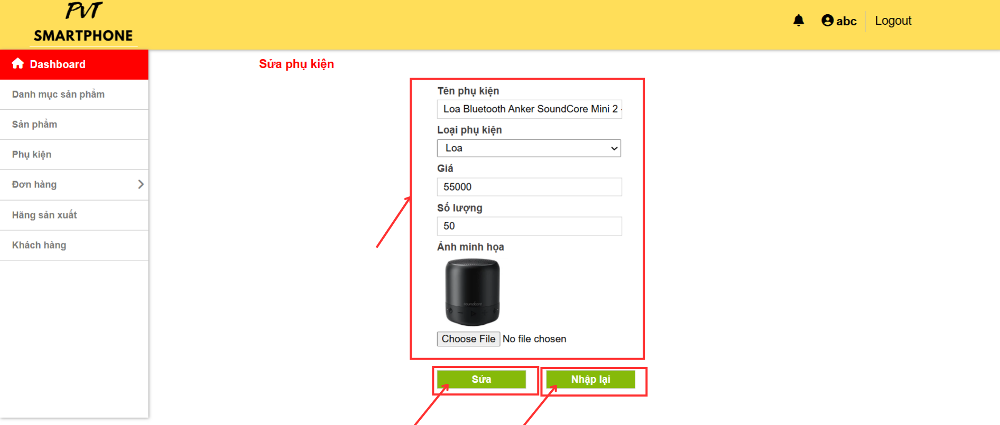 PVT
SMARTPHONE
abc
Logout
Dashboard
Danh mục sản phẩm
Sản phẩm
Phụ kiện
Đơn hàng
Hãng sản xuất
Khách hàng
Sửa phụ kiện
Tên phụ kiện
Loa Bluetooth Anker SoundCore Mini 2
Loại phụ kiện
Loa
Giá
55000
Số lượng
50
Ảnh minh họa
soundcore
Choose File No file chosen
Sửa
Nhập lại